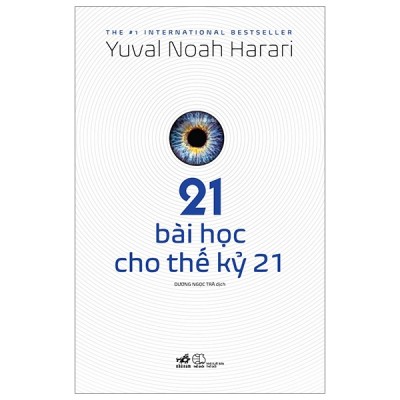 THE #1 INTERNATIONAL BESTSELLER
Yuval Noah Harari
21
bài học
cho thế kỷ 21
DƯƠNG NGỌC TRÀ dịch